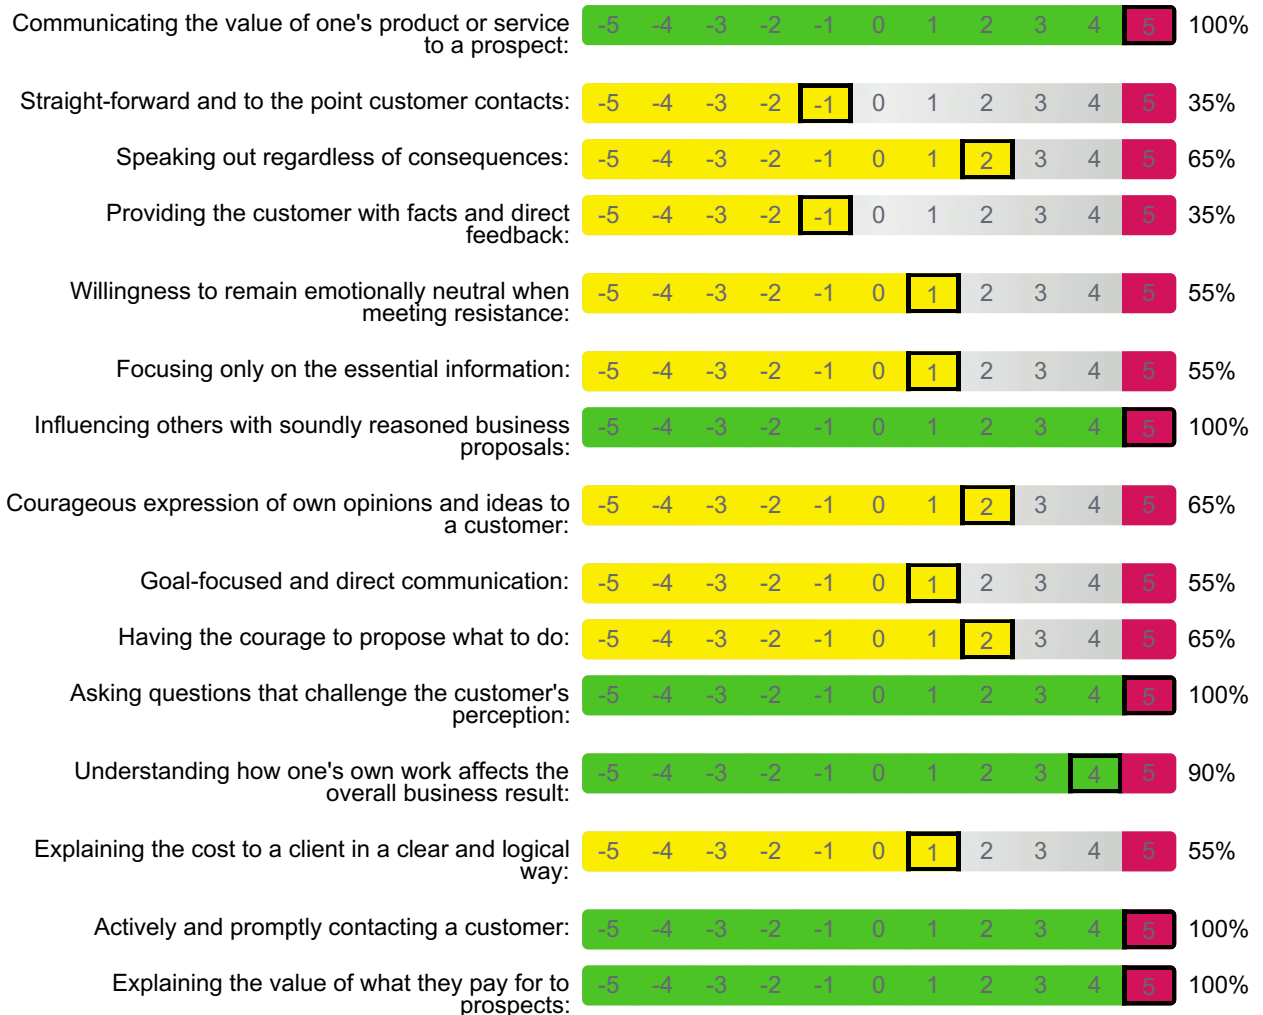 Communicating the value of one's product or service
to a prospect:
-5 -4 -3 -2 -1 0 1 2 3 4 5 100%
Straight-forward and to the point customer contacts:
-5 -4 -3 -2 -1 0 1 2 3 4 5 35%
Speaking out regardless of consequences:
-5 -4 -3 -2 -1 0 1 2 3 4 5 65%
Providing the customer with facts and direct
feedback:
-5 -4 -3 -2 -1 0 1 2 3 4 5 35%
Willingness to remain emotionally neutral when
meeting resistance:
-5 -4 -3 -2 -1 0 1 2 3 4 5 55%
Focusing only on the essential information:
-5 -4 -3 -2 -1 0 1 2 3 4 5 55%
Influencing others with soundly reasoned business
proposals:
-5 -4 -3 -2 -1 0 1 2 3 4 5 100%
Courageous expression of own opinions and ideas to
a customer:
-5 -4 -3 -2 -1 0 1 2 3 4 5 65%
Goal-focused and direct communication:
-5 -4 -3 -2 -1 0 1 2 3 4 5 55%
Having the courage to propose what to do:
-5 -4 -3 -2 -1 0 1 2 3 4 5 65%
Asking questions that challenge the customer's
perception:
-5 -4 -3 -2 -1 0 1 2 3 4 5 100%
Understanding how one's own work affects the
overall business result:
-5 -4 -3 -2 -1 0 1 2 3 4 5 90%
Explaining the cost to a client in a clear and logical
way:
-5 -4 -3 -2 -1 0 1 2 3 4 5 55%
Actively and promptly contacting a customer:
-5 -4 -3 -2 -1 0 1 2 3 4 5 100%
Explaining the value of what they pay for to
prospects:
-5 -4 -3 -2 -1 0 1 2 3 4 5 100%